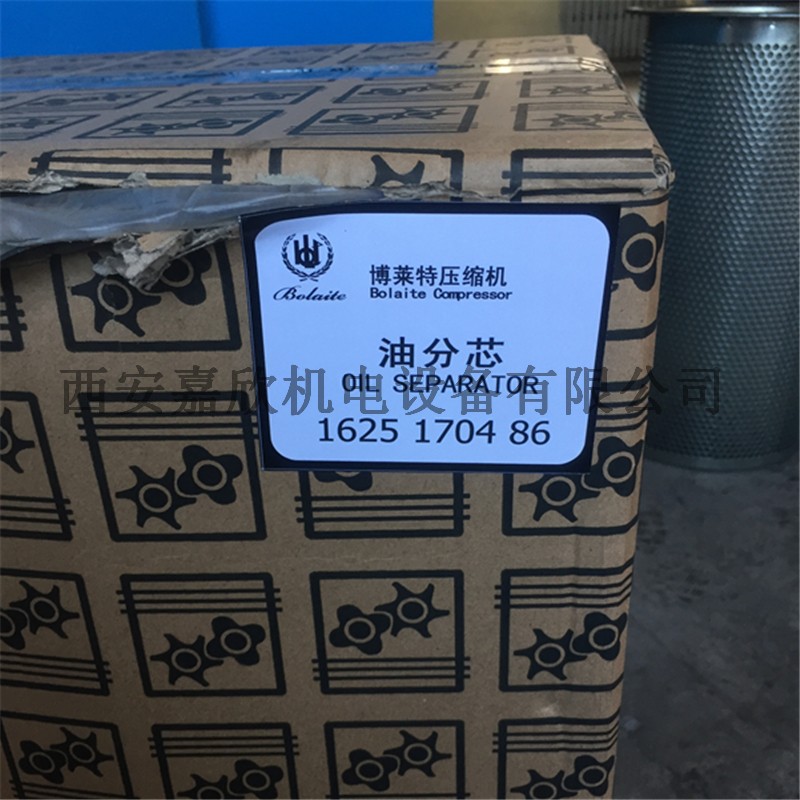 bld
Bolaite
博莱特压缩机
Bolaite Compressor
油分芯
OIL SEPARATOR
西安嘉欣机电设备有限公司
1625 1704 86